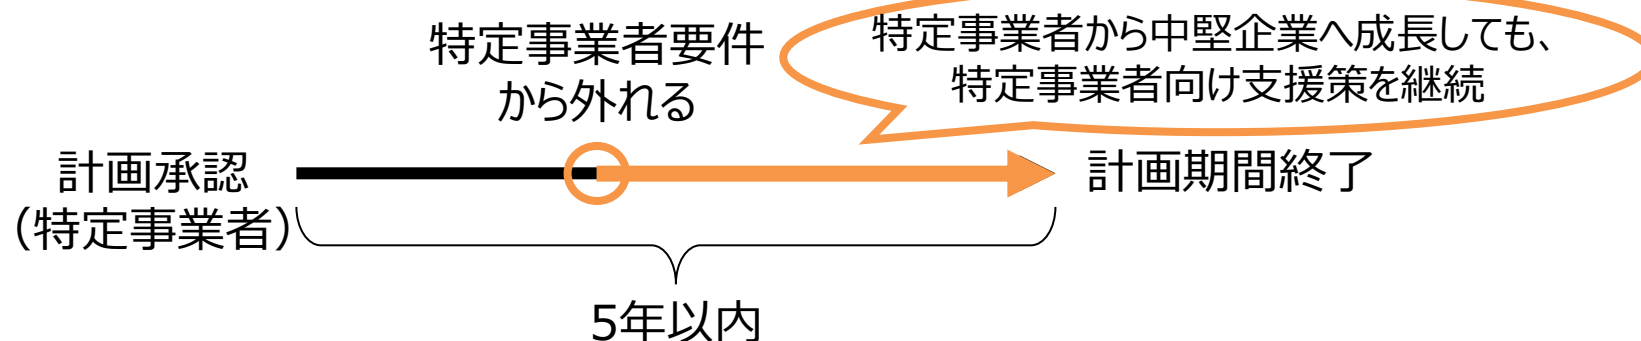 特定事業者要件
から外れる
特定事業者から中堅企業へ成長しても、
特定事業者向け支援策を継続
計画承認
（特定事業者）
計画期間終了
5年以内